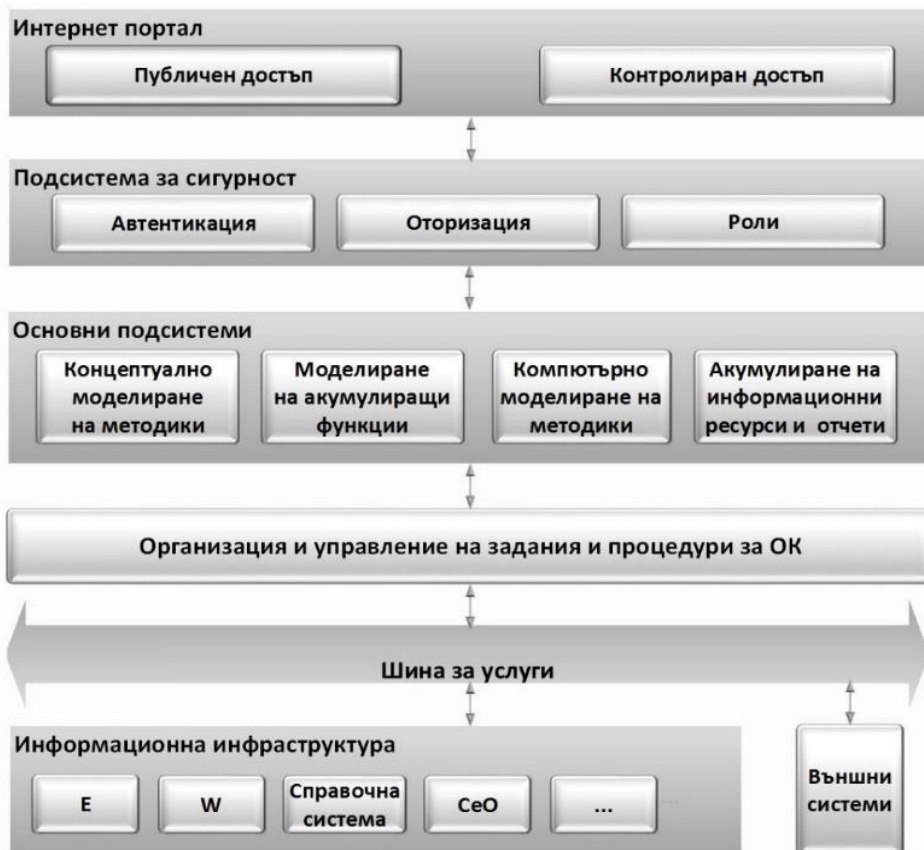 Интернет портал
Публичен достъп
Контролиран достъп
Подсистема за сигурност
Автентикация
Оторизация
Роли
Основни подсистеми
Концептуално
моделиране
на методики
Моделиране
на акумулиращи
функции
Компютърно
моделиране на
методики
Акумулиране на
информационни
ресурси и отчети
Организация и управление на задания и процедури за ОК
Шина за услуги
Информационна инфраструктура
E
W
Справочна
система
CeO
...
....
Външни
системи